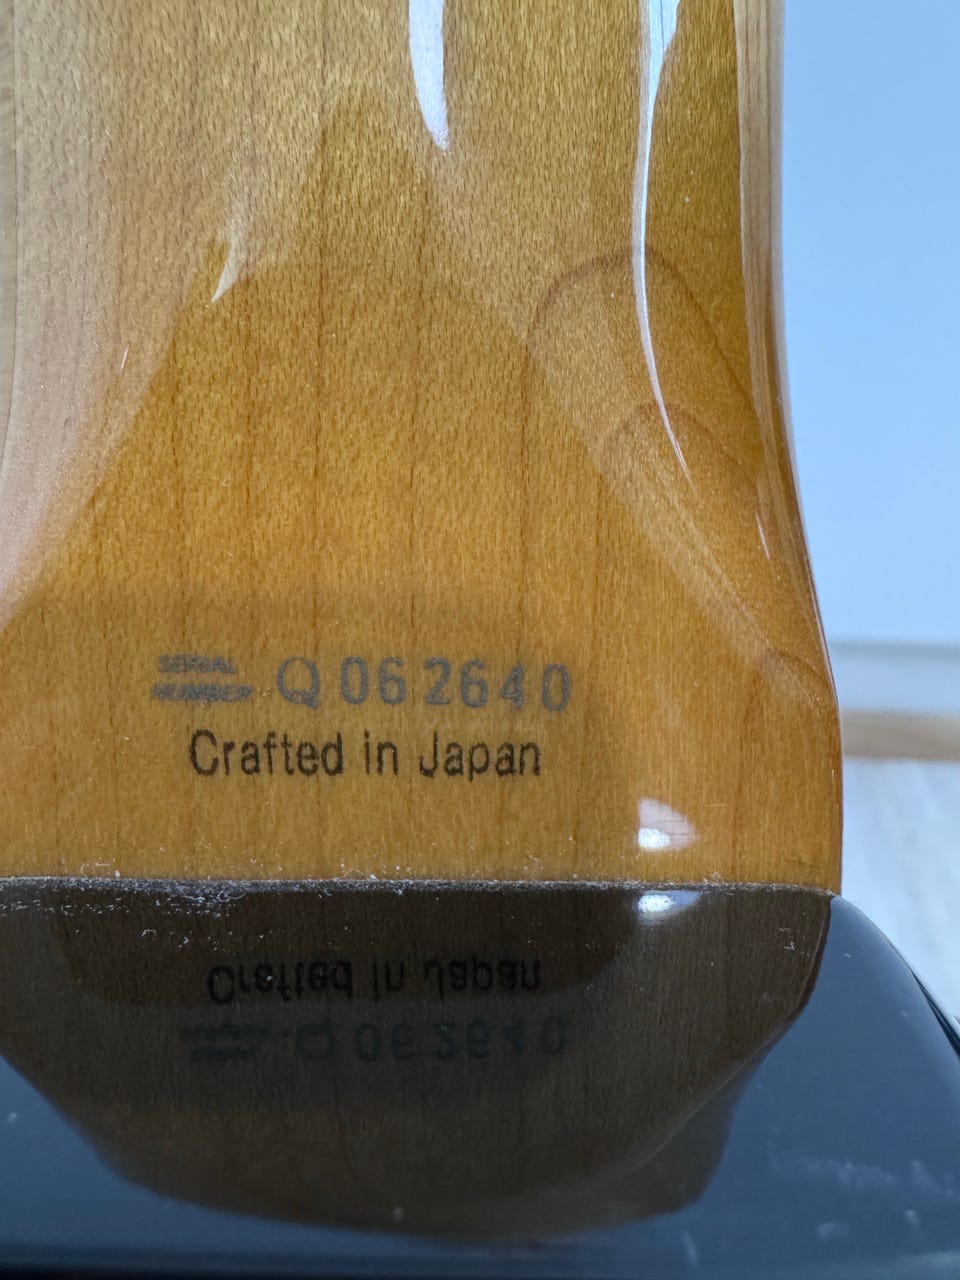 SERIAL
NUMBER Q062640
Crafted in Japan